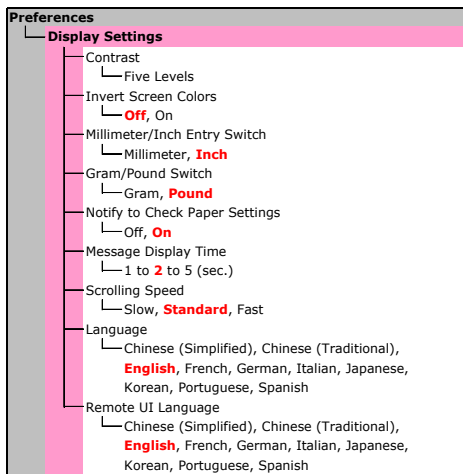 Preferences
Display Settings
Contrast
Five Levels
Invert Screen Colors
Off, On
Millimeter/Inch Entry Switch
Millimeter, Inch
Gram/Pound Switch
Gram, Pound
Notify to Check Paper Settings
Off, On
Message Display Time
1 to 2 to 5 (sec.)
Scrolling Speed
Slow, Standard, Fast
Language
Chinese (Simplified), Chinese (Traditional),
English, French, German, Italian, Japanese,
Korean, Portuguese, Spanish
Remote UI Language
Chinese (Simplified), Chinese (Traditional),
English, French, German, Italian, Japanese,
Korean, Portuguese, Spanish